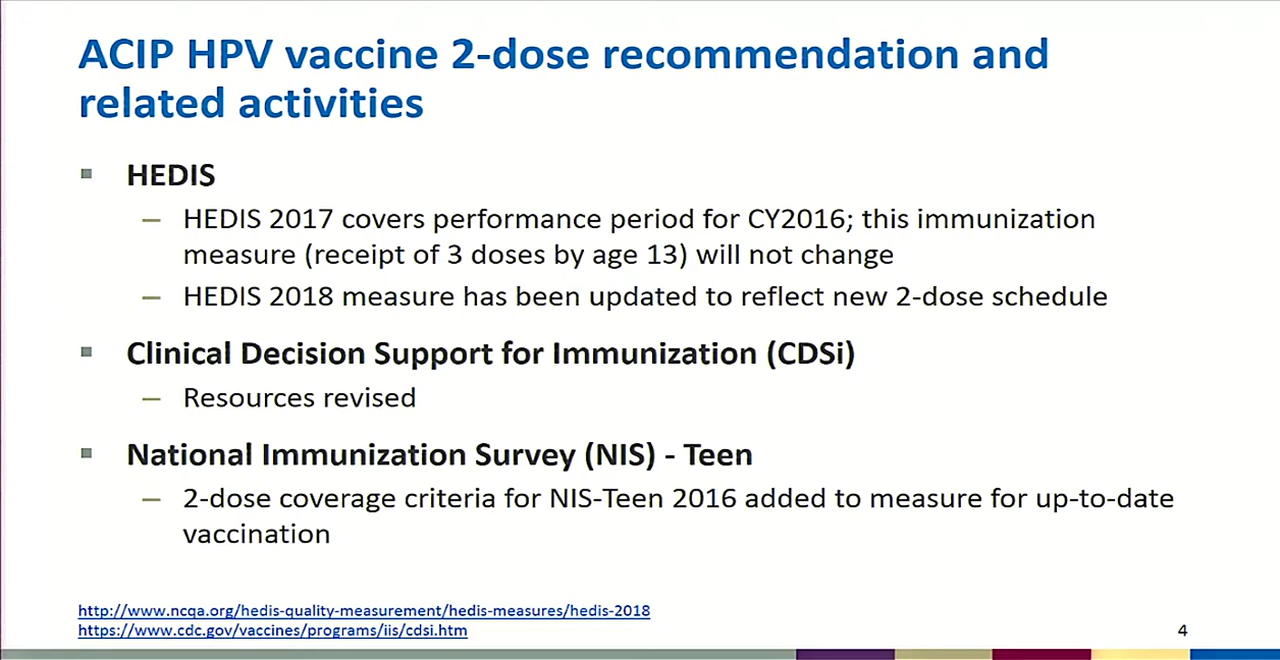 ACIP HPV vaccine 2-dose recommendation and
related activities
▪ HEDIS
– HEDIS 2017 covers performance period for CY2016; this immunization
measure (receipt of 3 doses by age 13) will not change
– HEDIS 2018 measure has been updated to reflect new 2-dose schedule
▪ Clinical Decision Support for Immunization (CDSi)
– Resources revised
▪ National Immunization Survey (NIS) - Teen
– 2-dose coverage criteria for NIS-Teen 2016 added to measure for up-to-date
vaccination
http://www.ncqa.org/hedis-quality-measurement/hedis-measures/hedis-2018
https://www.cdc.gov/vaccines/programs/iis/cdsi.htm
4